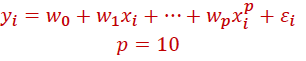 yᵢ = w₀ + w₁xᵢ + ⋯ + wₚxᵢᵖ + εᵢ
p = 10